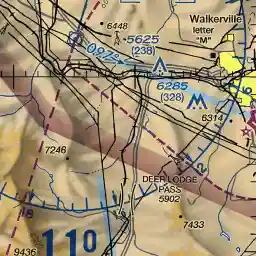 6448
Walkerville
letter
"M"
5625
(238)
097°
6285
(328)
6314
7246
DEER LODGE
PASS
5902
7433
11⁰
9436